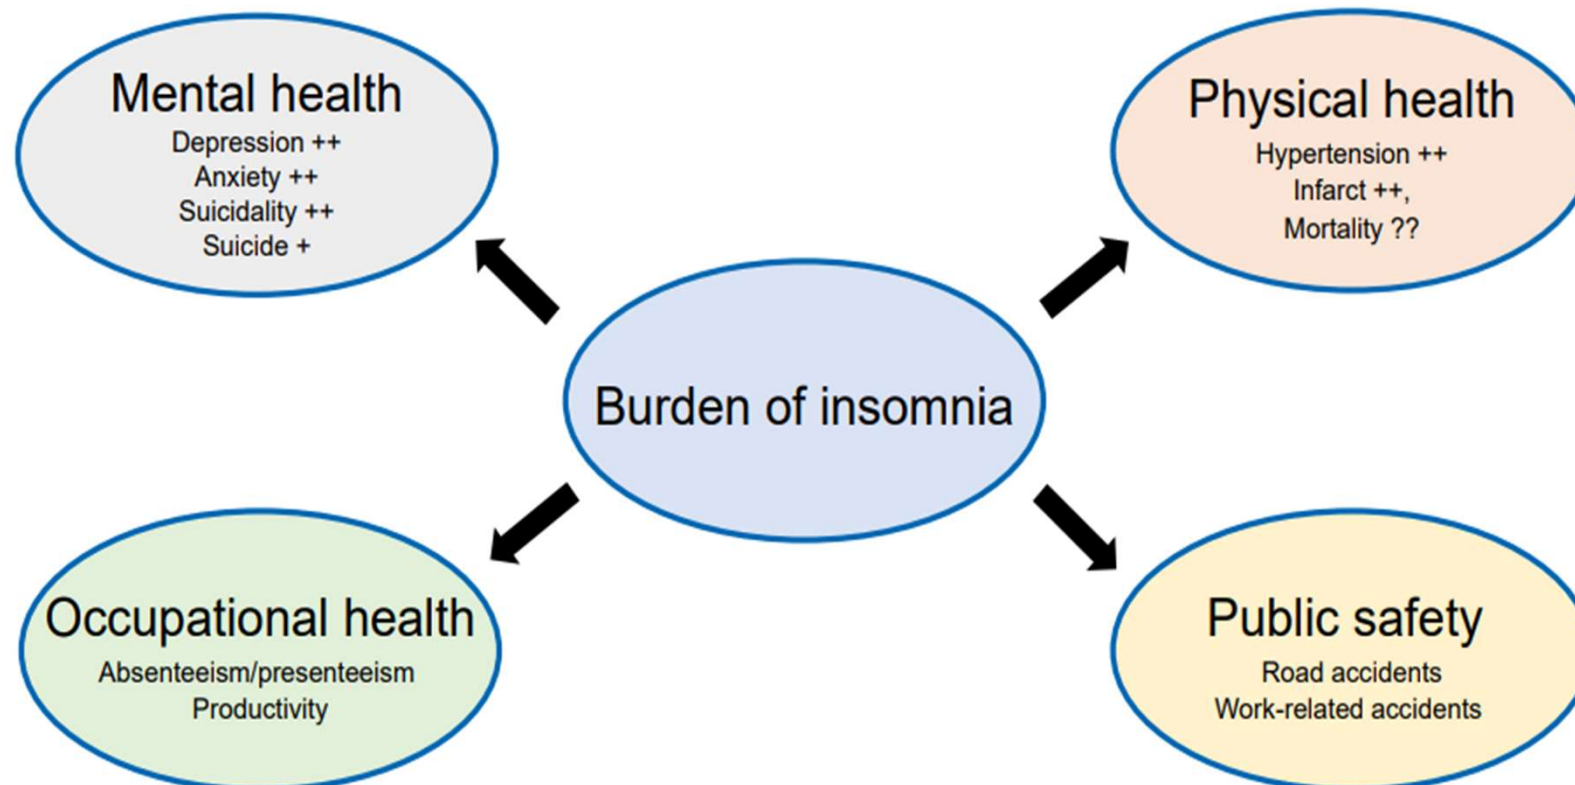 Mental health
Depression ++
Anxiety ++
Suicidality ++
Suicide +
Physical health
Hypertension ++
Infarct ++,
Mortality ??
Burden of insomnia
Occupational health
Absenteeism/presenteeism
Productivity
Public safety
Road accidents
Work-related accidents